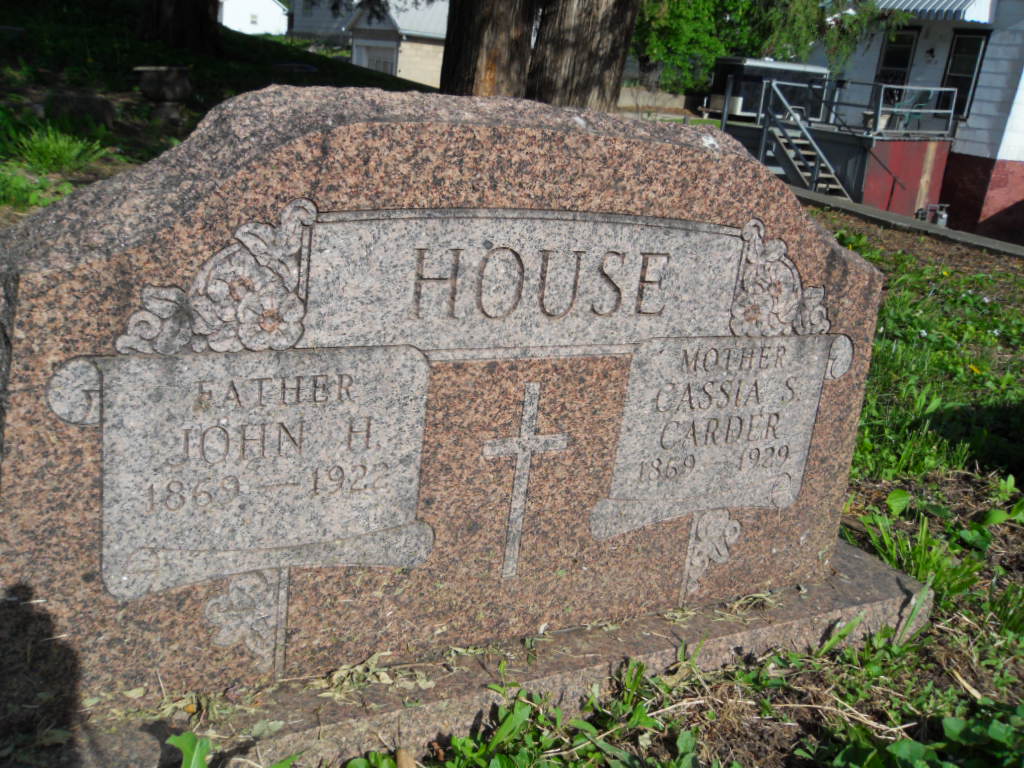 HOUSE
FATHER
JOHN H.
1869 — 1922
MOTHER
CASSIA S.
CARDER
1869 — 1929